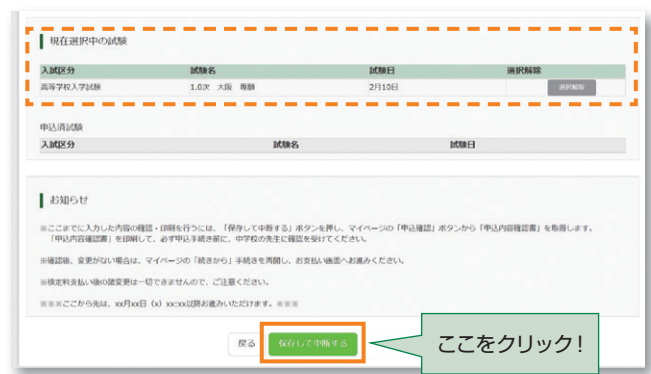 現在選択中の試験
入試区分 試験名 試験日 選択解除
高等学校入学試験 1.0次 大阪 専願 2月10日 選択解除
申込済試験
入試区分 試験名 試験日
お知らせ
※ここまでに入力した内容の確認・印刷を行うには、「保存して中断する」ボタンを押し、マイページの「申込確認」ボタンから「申込内容確認書」を取得します。
「申込内容確認書」を印刷して、必ず申込手続き前に、中学校の先生に確認を受けてください。
※確認後、変更がない場合は、マイページの「続きから」手続きを再開し、お支払い画面へお進みください。
※検定料支払い後の諸変更は一切できませんので、ご注意ください。
※※※ここから先は、xx月xx日（x）xx:xx以降お進みいただけます。※※※
戻る 保存して中断する
ここをクリック！